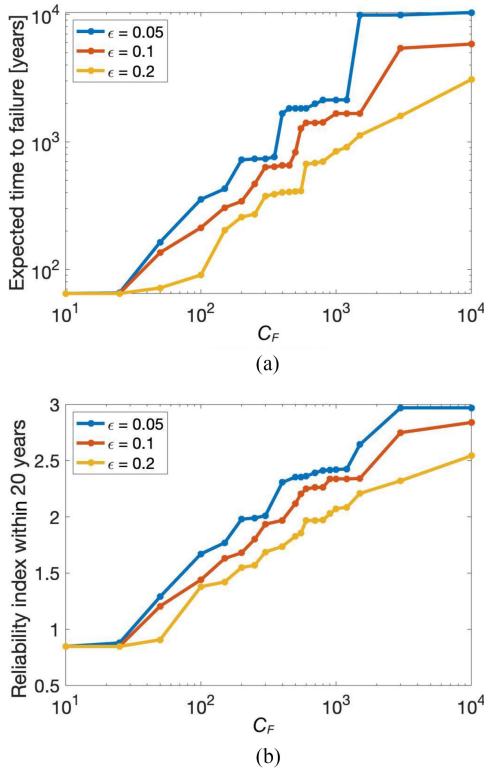 10^4
ϵ = 0.05
ϵ = 0.1
ϵ = 0.2
10^3
10^2
Expected time to failure [years]
10^1 10^2 10^3 10^4
C_F
(a)
3
ϵ = 0.05
ϵ = 0.1
ϵ = 0.2
2.5
2
1.5
1
0.5
Reliability index within 20 years
10^1 10^2 10^3 10^4
C_F
(b)